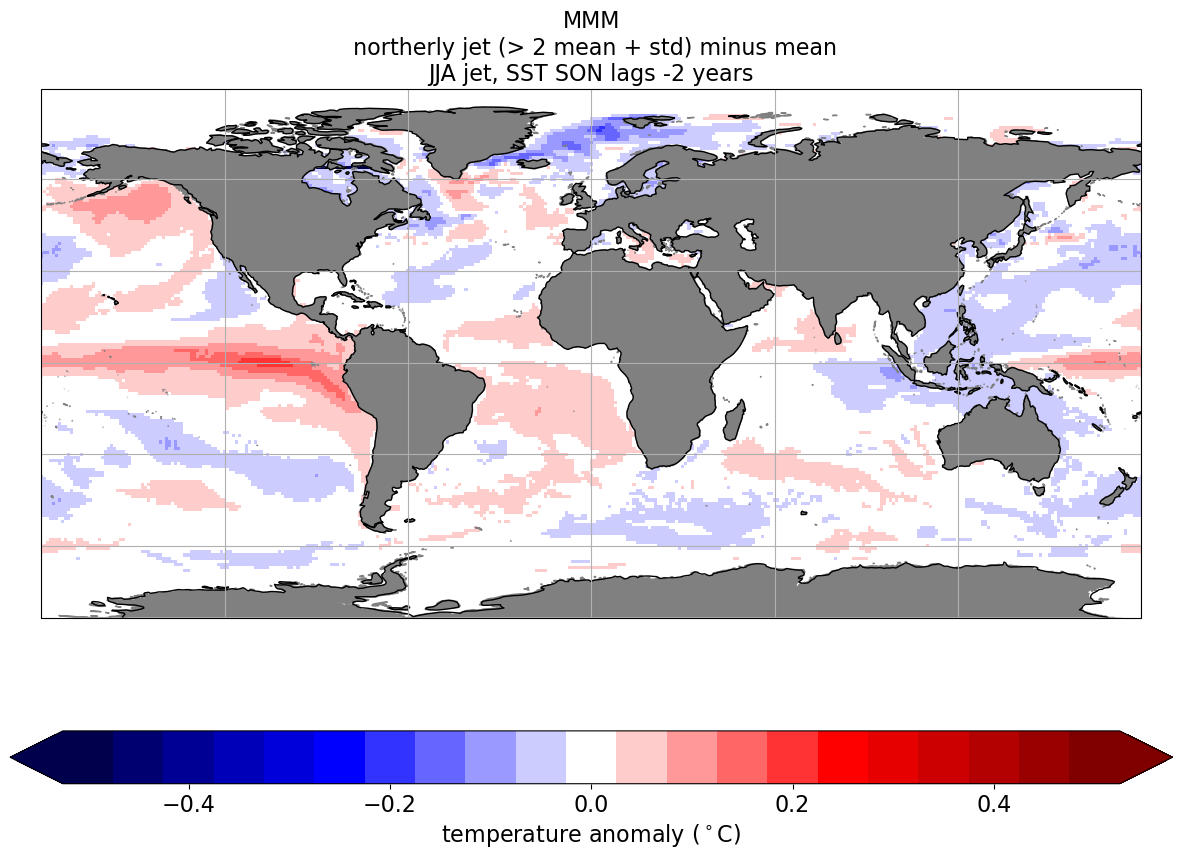 MMM
northerly jet (> 2 mean + std) minus mean
JJA jet, SST SON lags -2 years
−0.4 −0.2 0.0 0.2 0.4
temperature anomaly (°C)